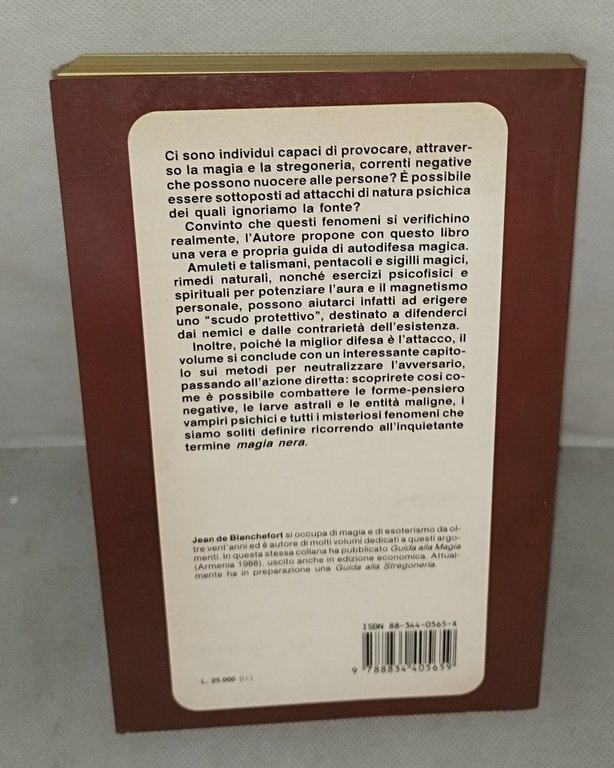 Ci sono individui capaci di provocare, attraver-
so la magia e la stregoneria, correnti negative
che possono nuocere alle persone? È possibile
essere sottoposti ad attacchi di natura psichica
dei quali ignoriamo la fonte?
Convinto che questi fenomeni si verifichino
realmente, l'Autore propone con questo libro
una vera e propria guida di autodifesa magica.
Amuleti e talismani, pentacoli e sigilli magici,
rimedi naturali, nonché esercizi psicofisici e
spirituali per potenziare l'aura e il magnetismo
personale, possono aiutarci infatti ad erigere
uno "scudo protettivo", destinato a difenderci
dai nemici e dalle contrarietà dell'esistenza.
Inoltre, poiché la miglior difesa è l'attacco, il
volume si conclude con un interessante capito-
lo sui metodi per neutralizzare l'avversario,
passando all'azione diretta: scoprirete così co-
me è possibile combattere le forme-pensiero
negative, le larve astrali e le entità maligne, i
vampiri psichici e tutti i misteriosi fenomeni che
siamo soliti definire ricorrendo all'inquietante
termine magia nera.
Jean de Blanchefort si occupa di magia e di esoterismo da ol-
tre vent'anni ed è autore di molti volumi dedicati a questi argo-
menti. In questa stessa collana ha pubblicato Guida alla Magia
(Armenia 1986), uscito anche in edizione economica. Attual-
mente ha in preparazione una Guida alla Stregoneria.
ISBN 88-344-0565-X
9 788834 405659
L. 25.000 (i.i.)